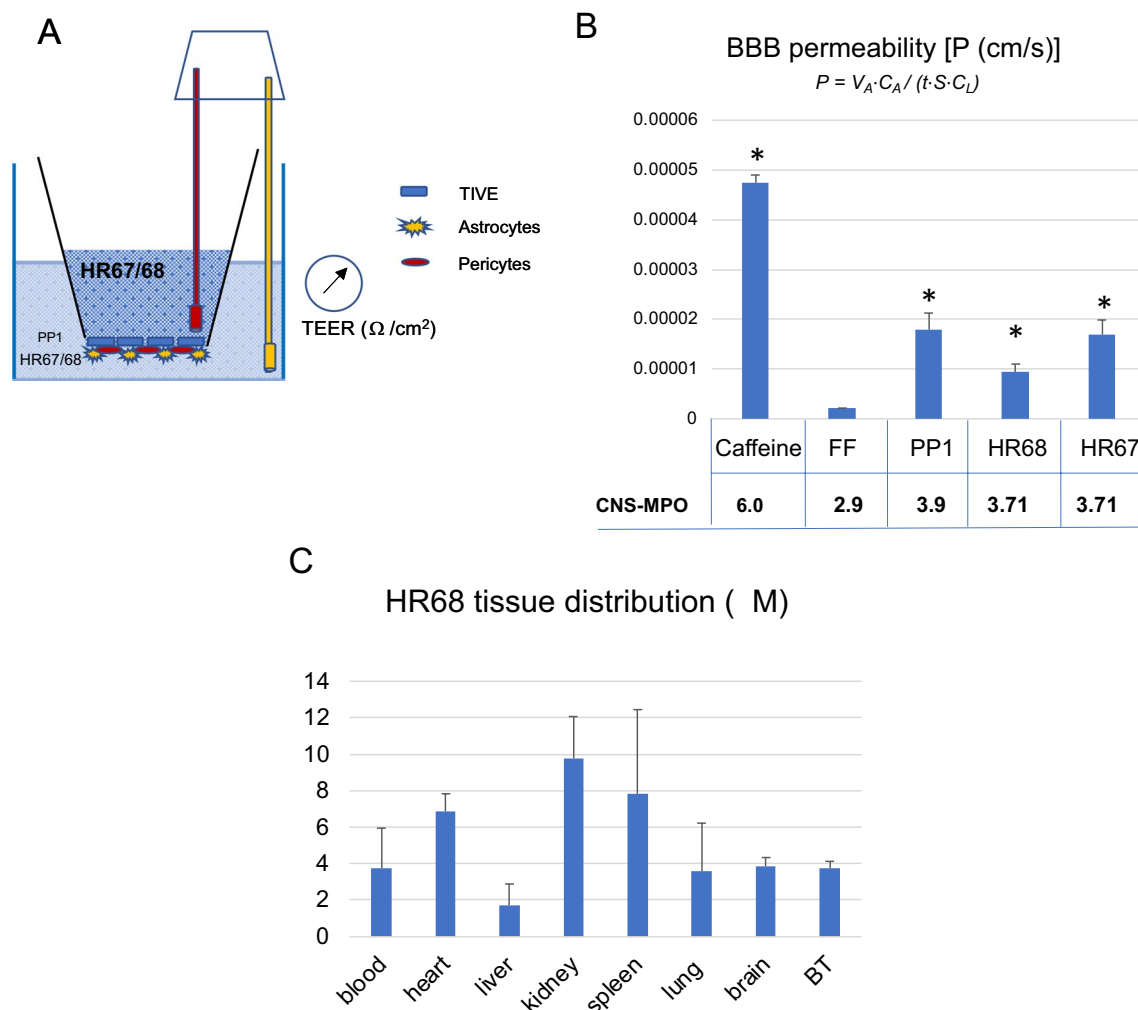 A
HR67/68
PP1
HR67/68
TIVE
Astrocytes
Pericytes
TEER (Ω /cm²)
B
BBB permeability [P (cm/s)]
P = V_A·C_A / (t·S·C_L)
0.00006
0.00005
0.00004
0.00003
0.00002
0.00001
0
* * * *
Caffeine FF PP1 HR68 HR67
CNS-MPO 6.0 2.9 3.9 3.71 3.71
C
HR68 tissue distribution ( M)
14
12
10
8
6
4
2
0
blood heart liver kidney spleen lung brain BT